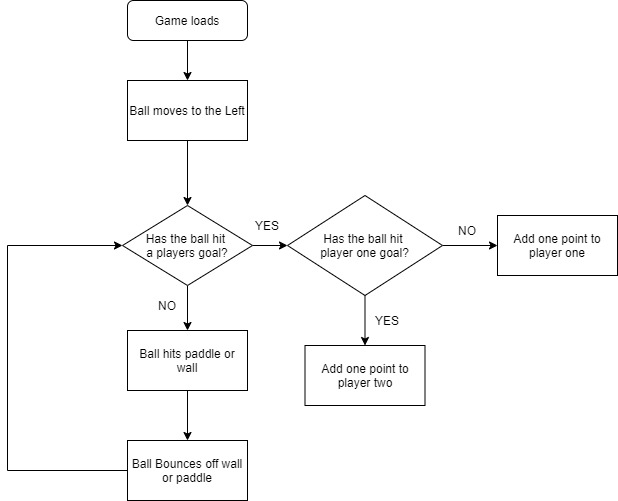 Game loads
Ball moves to the Left
Has the ball hit
a players goal?
YES
Has the ball hit
player one goal?
NO
Add one point to
player one
NO
YES
Ball hits paddle or
wall
Add one point to
player two
Ball Bounces off wall
or paddle